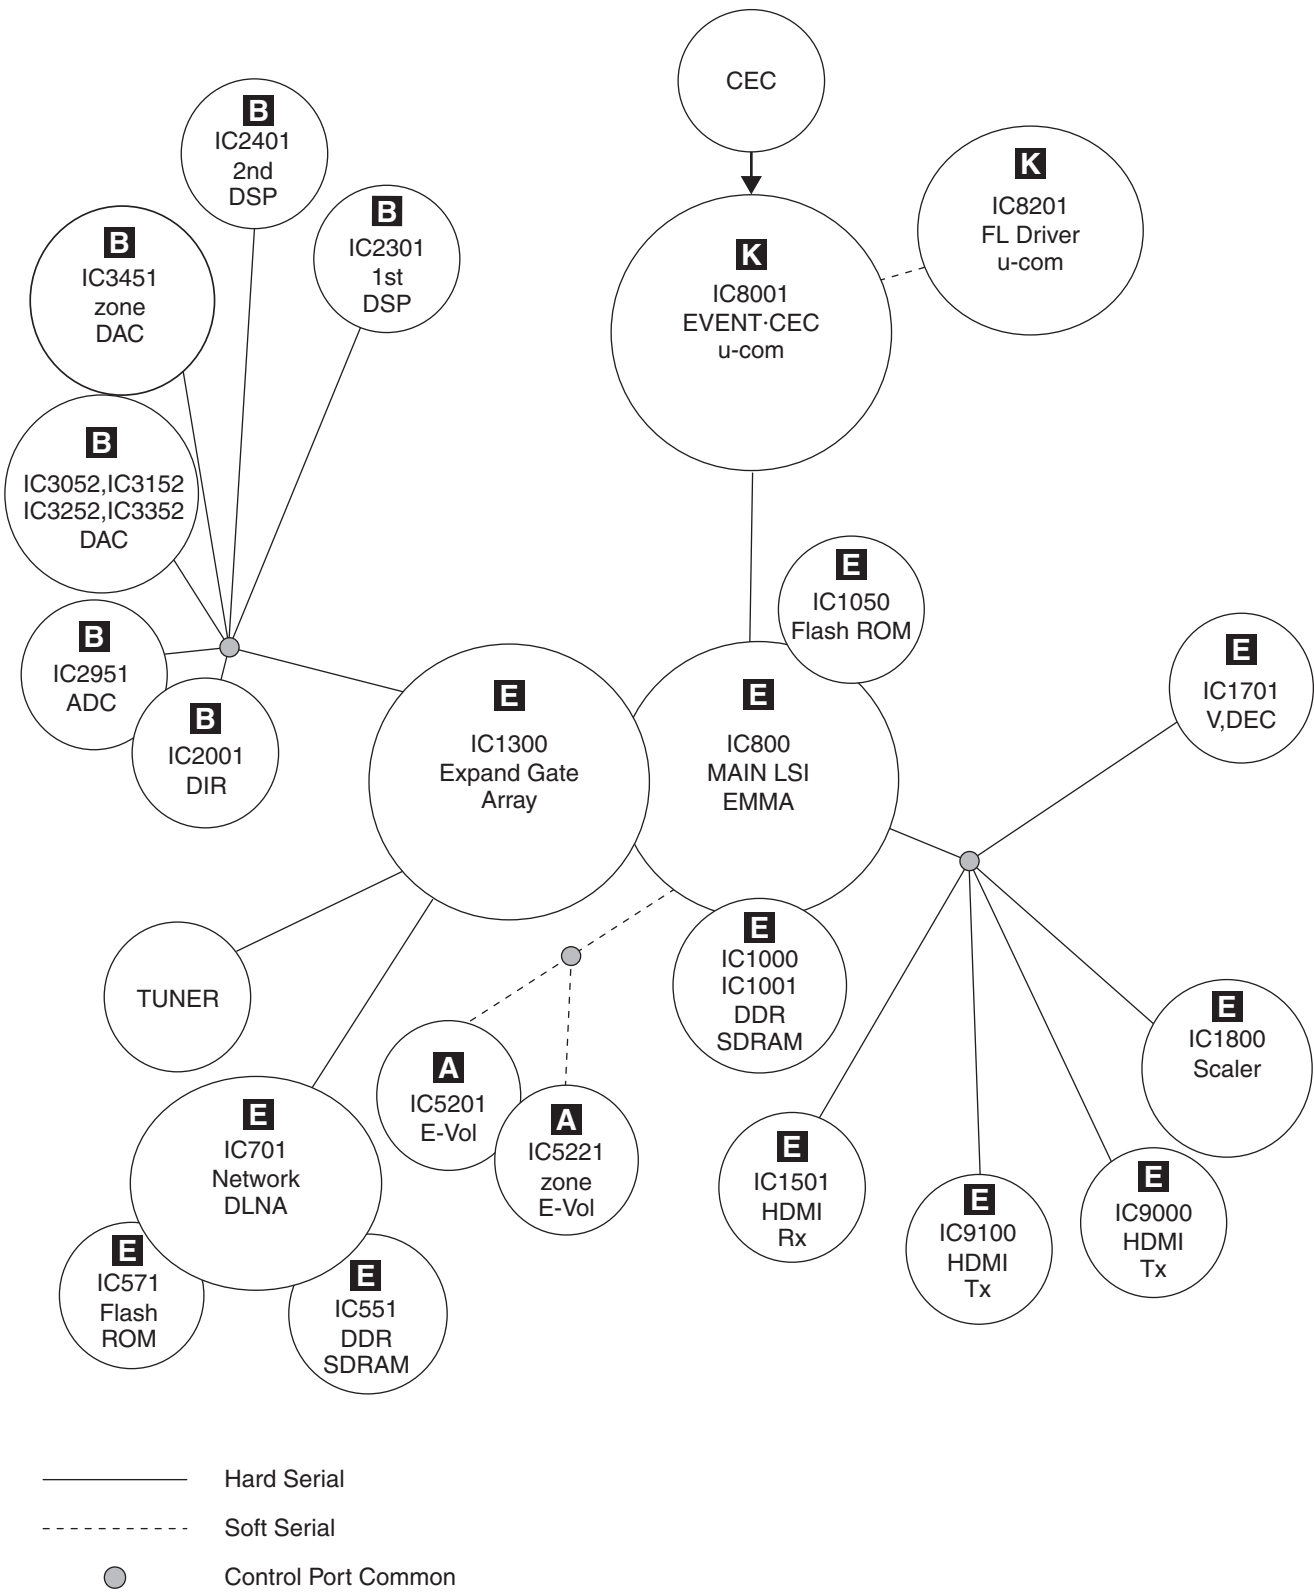 CEC
B
IC2401
2nd
DSP
K
IC8201
FL Driver
u-com
B
IC2301
1st
DSP
B
IC3451
zone
DAC
K
IC8001
EVENT·CEC
u-com
B
IC3052,IC3152
IC3252,IC3352
DAC
E
IC1050
Flash ROM
B
IC2951
ADC
E
IC1701
V,DEC
B
IC2001
DIR
E
IC1300
Expand Gate
Array
E
IC800
MAIN LSI
EMMA
TUNER
E
IC1000
IC1001
DDR
SDRAM
E
IC1800
Scaler
A
IC5201
E-Vol
A
IC5221
zone
E-Vol
E
IC701
Network
DLNA
E
IC1501
HDMI
Rx
E
IC9100
HDMI
Tx
E
IC9000
HDMI
Tx
E
IC571
Flash
ROM
E
IC551
DDR
SDRAM
Hard Serial
Soft Serial
Control Port Common